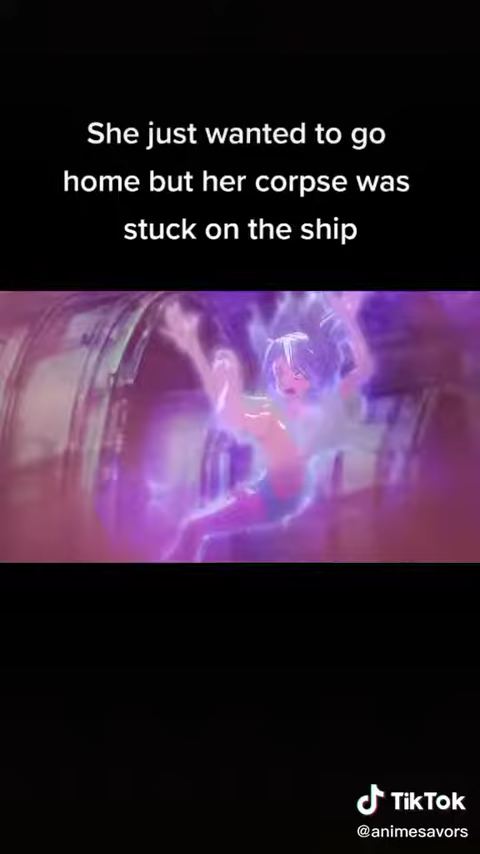 She just wanted to go
home but her corpse was
stuck on the ship
TikTok
@animesavors